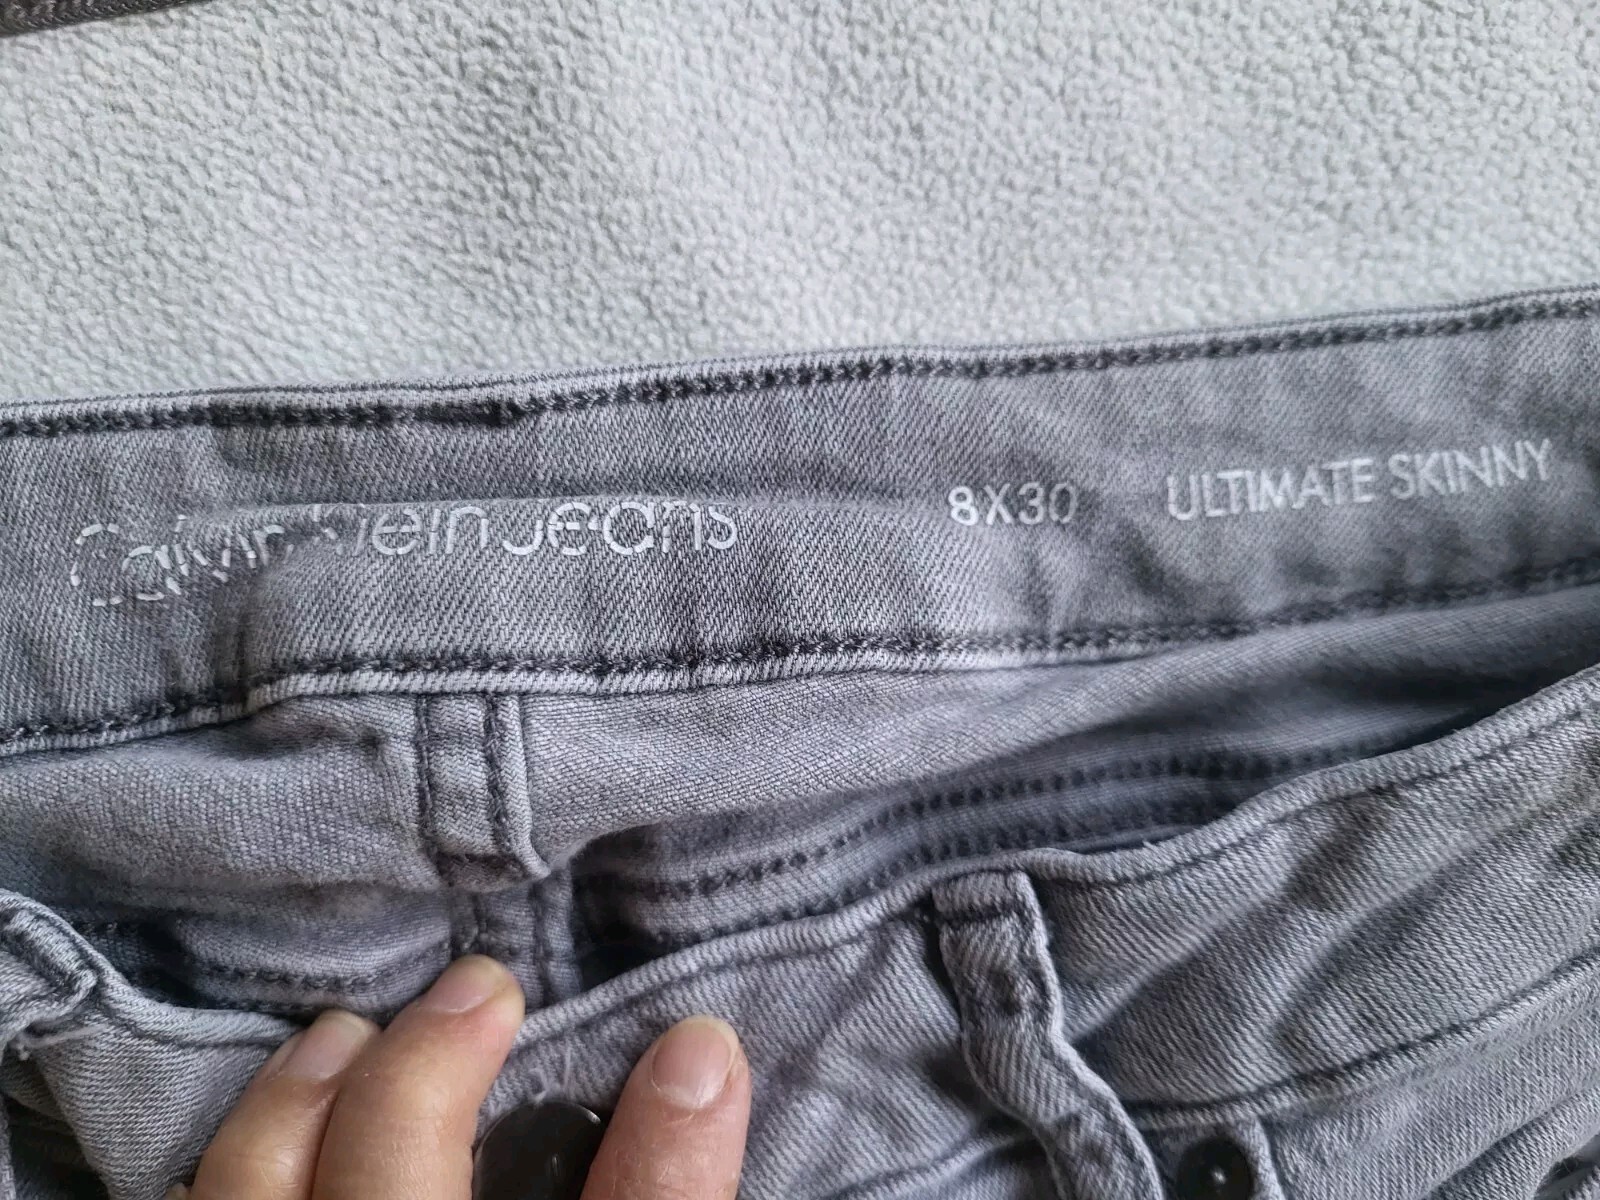 Calvin Klein Jeans 8X30 ULTIMATE SKINNY